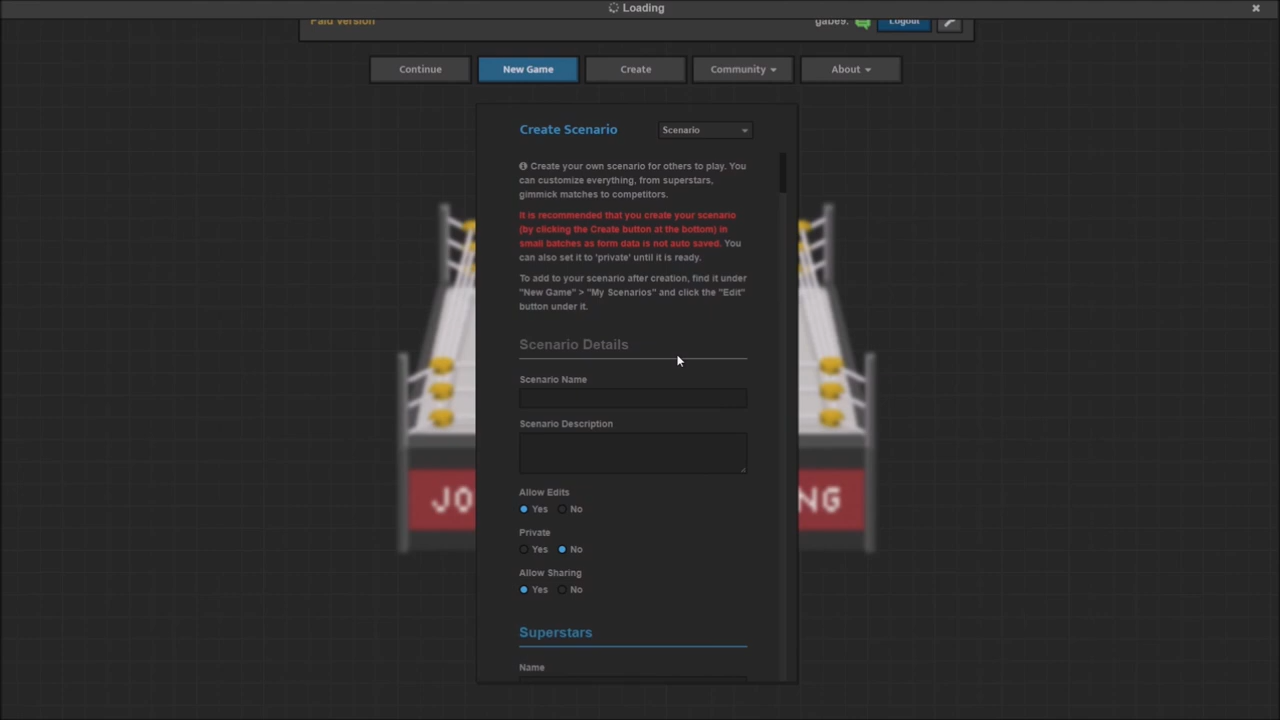 Loading
Paid Version
gabe9.
Logout
Continue
New Game
Create
Community
About
Create Scenario
Scenario
Create your own scenario for others to play. You
can customize everything, from superstars,
gimmick matches to competitors.
It is recommended that you create your scenario
(by clicking the Create button at the bottom) in
small batches as form data is not auto saved. You
can also set it to 'private' until it is ready.
To add to your scenario after creation, find it under
"New Game" > "My Scenarios" and click the "Edit"
button under it.
Scenario Details
Scenario Name
Scenario Description
Allow Edits
Yes No
Private
Yes No
JO
NG
Allow Sharing
Yes No
Superstars
Name